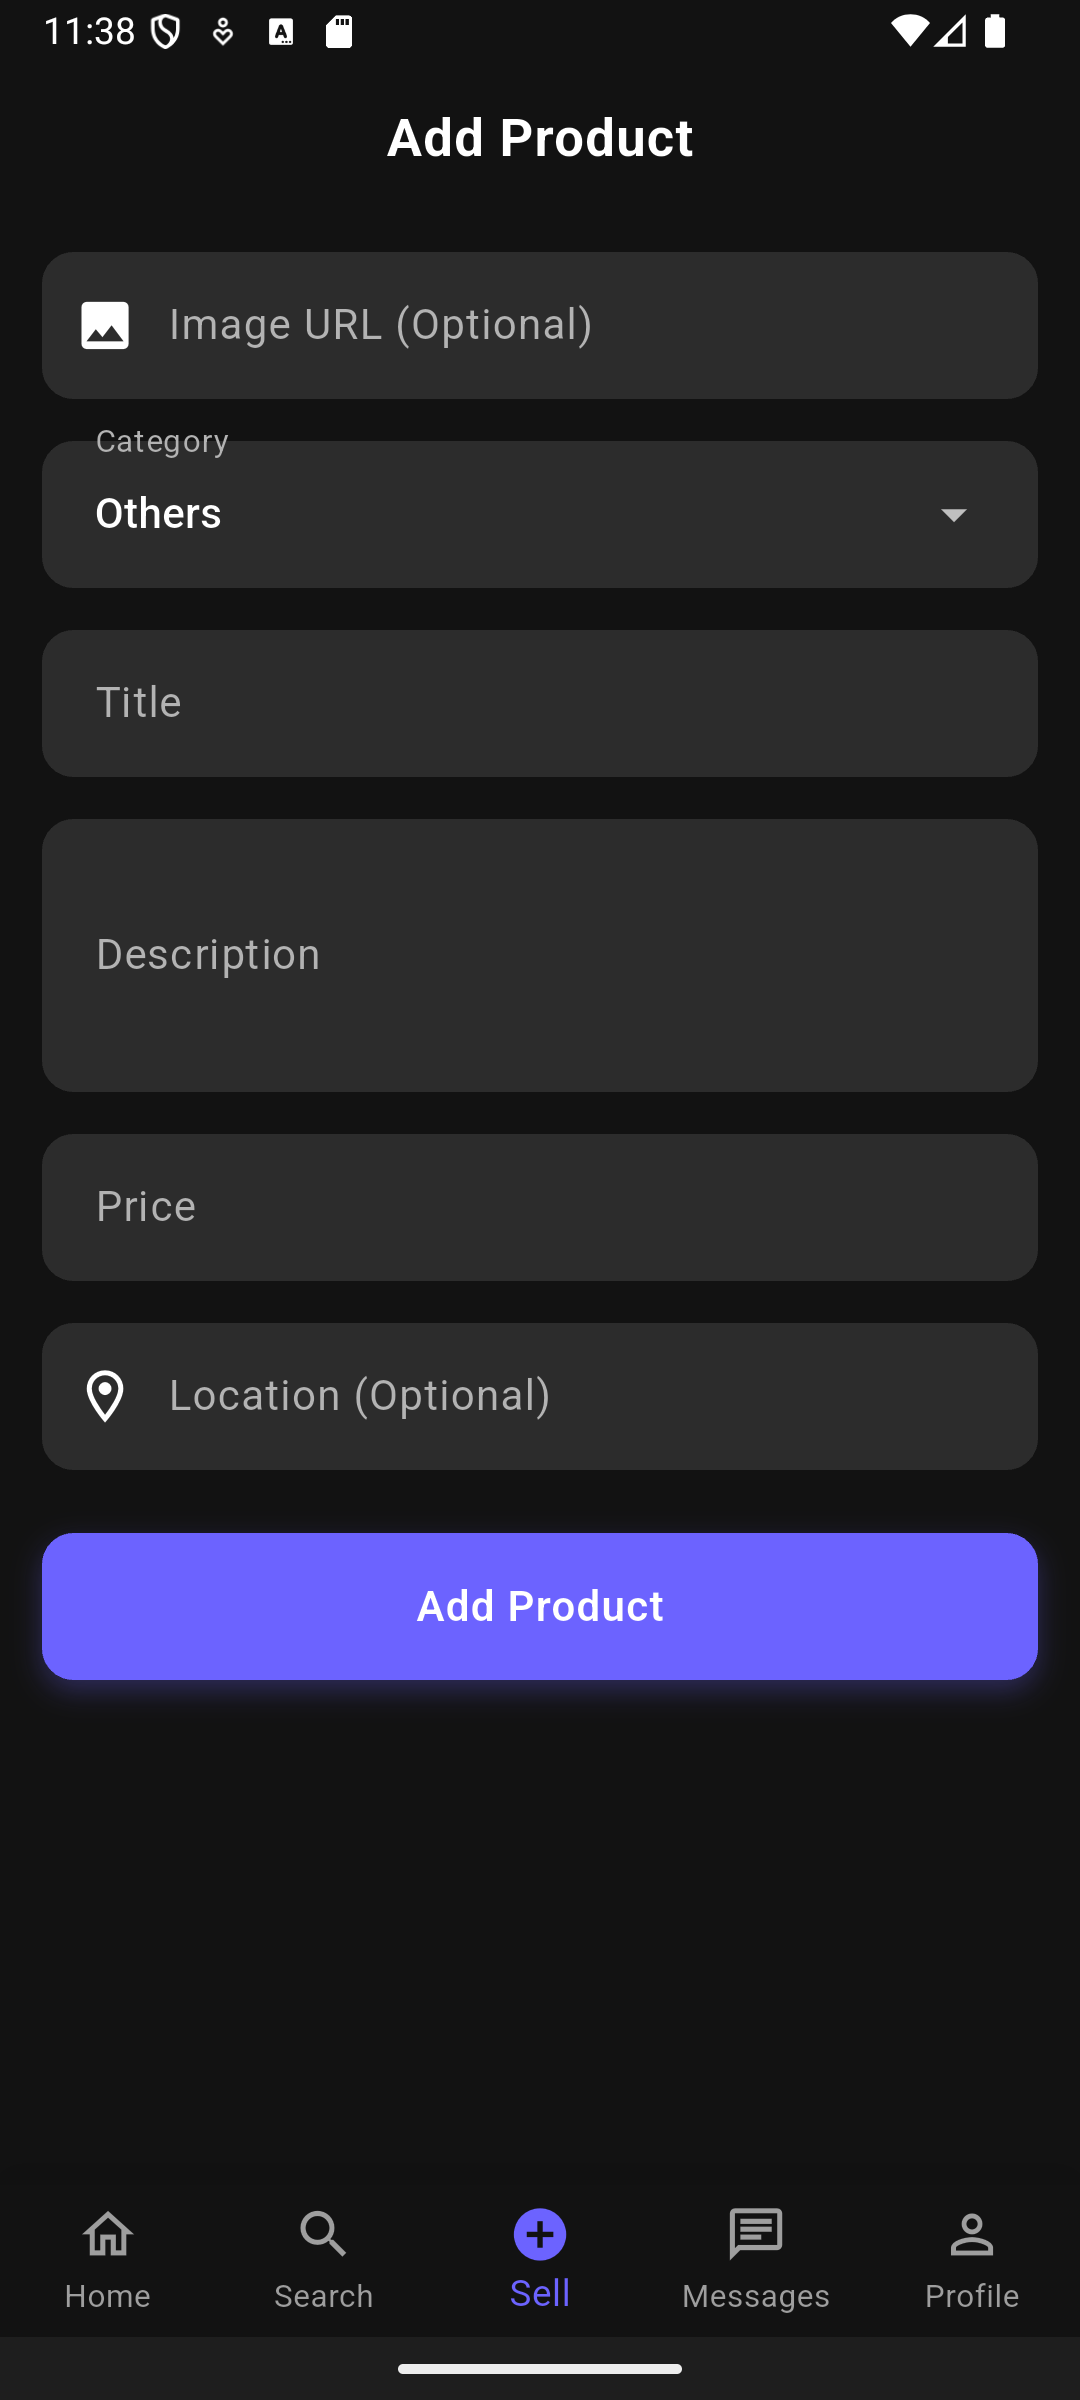 11:38
Add Product
Image URL (Optional)
Category
Others
Title
Description
Price
Location (Optional)
Add Product
Home
Search
Sell
Messages
Profile